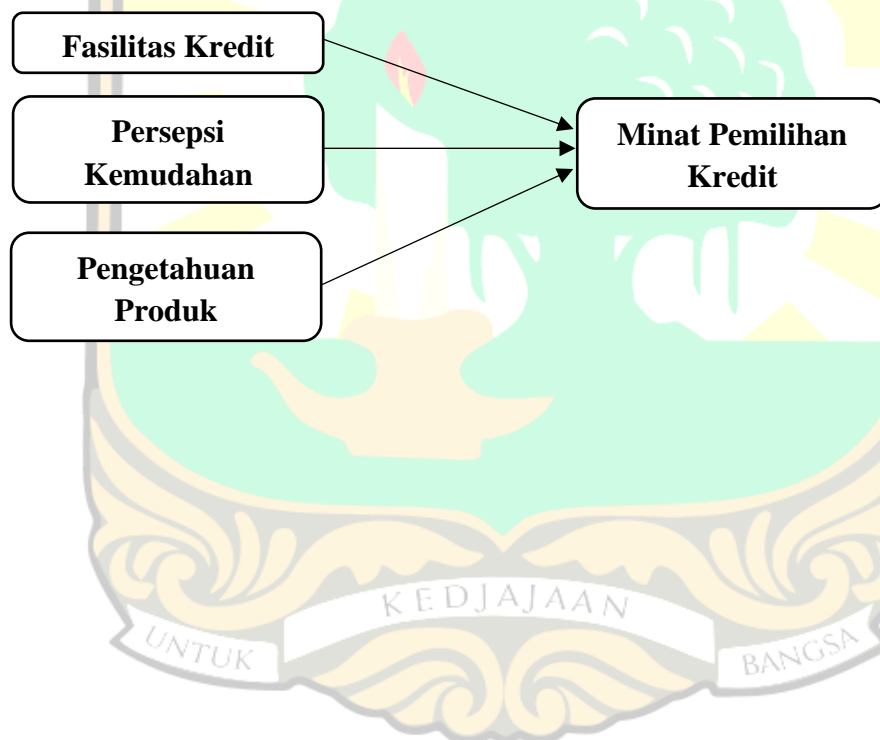 Fasilitas Kredit
Persepsi
Kemudahan
Minat Pemilihan
Kredit
Pengetahuan
Produk
UNTUK
KEDJAJAAN
BANGSA